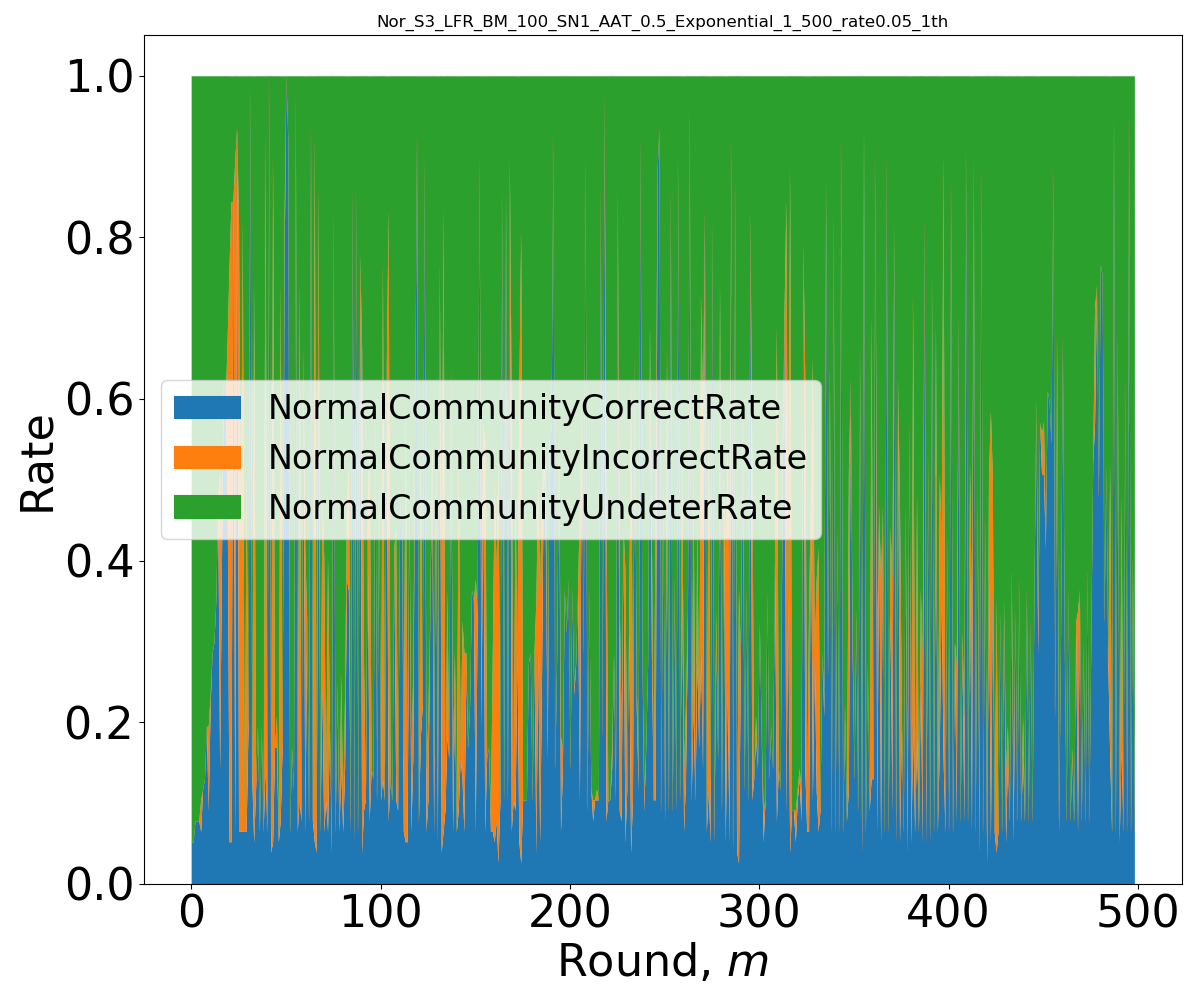 Nor_S3_LFR_BM_100_SN1_AAT_0.5_Exponential_1_500_rate0.05_1th
1.0
0.8
0.6
0.4
0.2
0.0
Rate
NormalCommunityCorrectRate
NormalCommunityIncorrectRate
NormalCommunityUndeterRate
0 100 200 300 400 500
Round, m